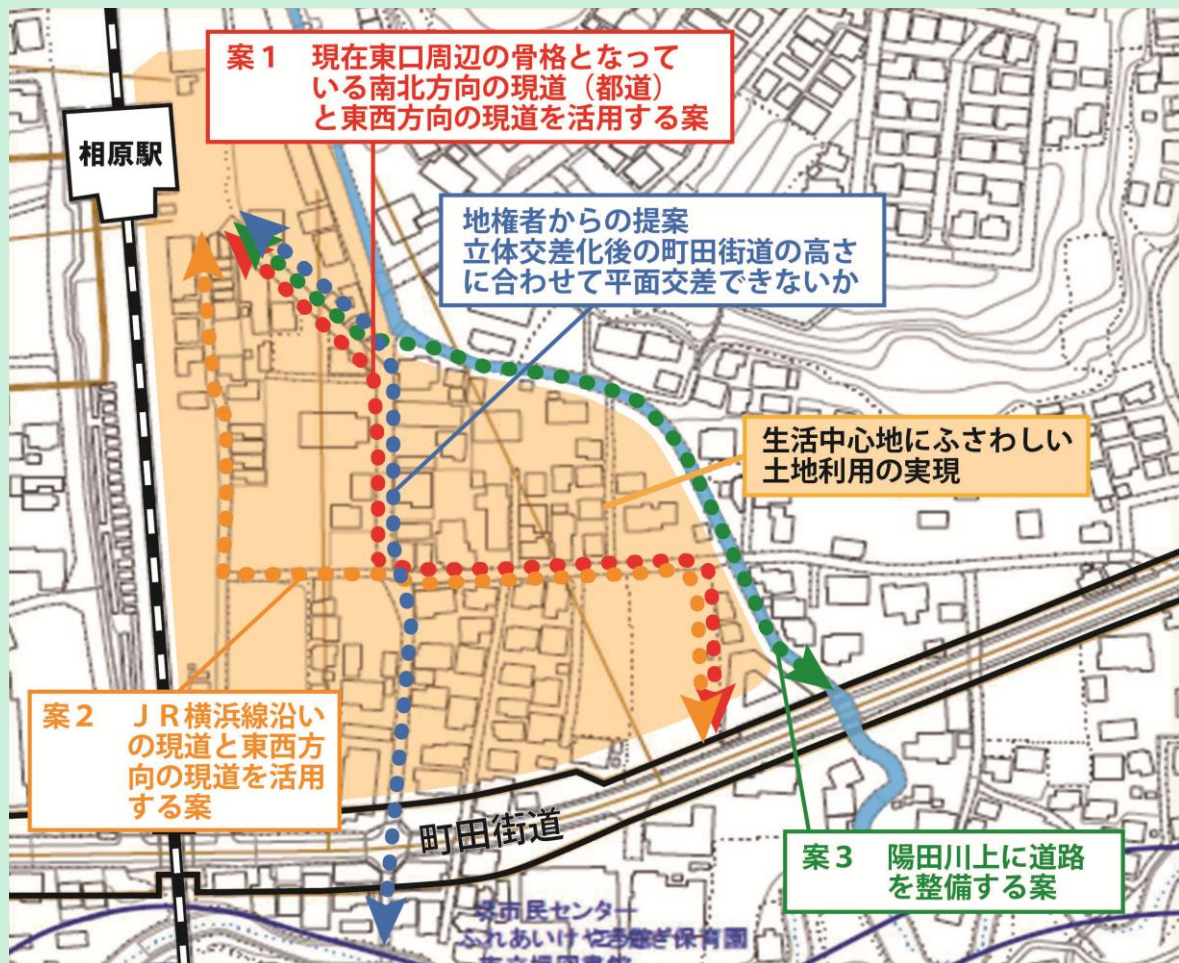 案1 現在東口周辺の骨格となって
いる南北方向の現道（都道）
と東西方向の現道を活用する案
相原駅
地権者からの提案
立体交差化後の町田街道の高さ
に合わせて平面交差できないか
生活中心地にふさわしい
土地利用の実現
案2 ＪＲ横浜線沿い
の現道と東西方
向の現道を活用
する案
町田街道
案3 陽田川上に道路
を整備する案
堺市民センター